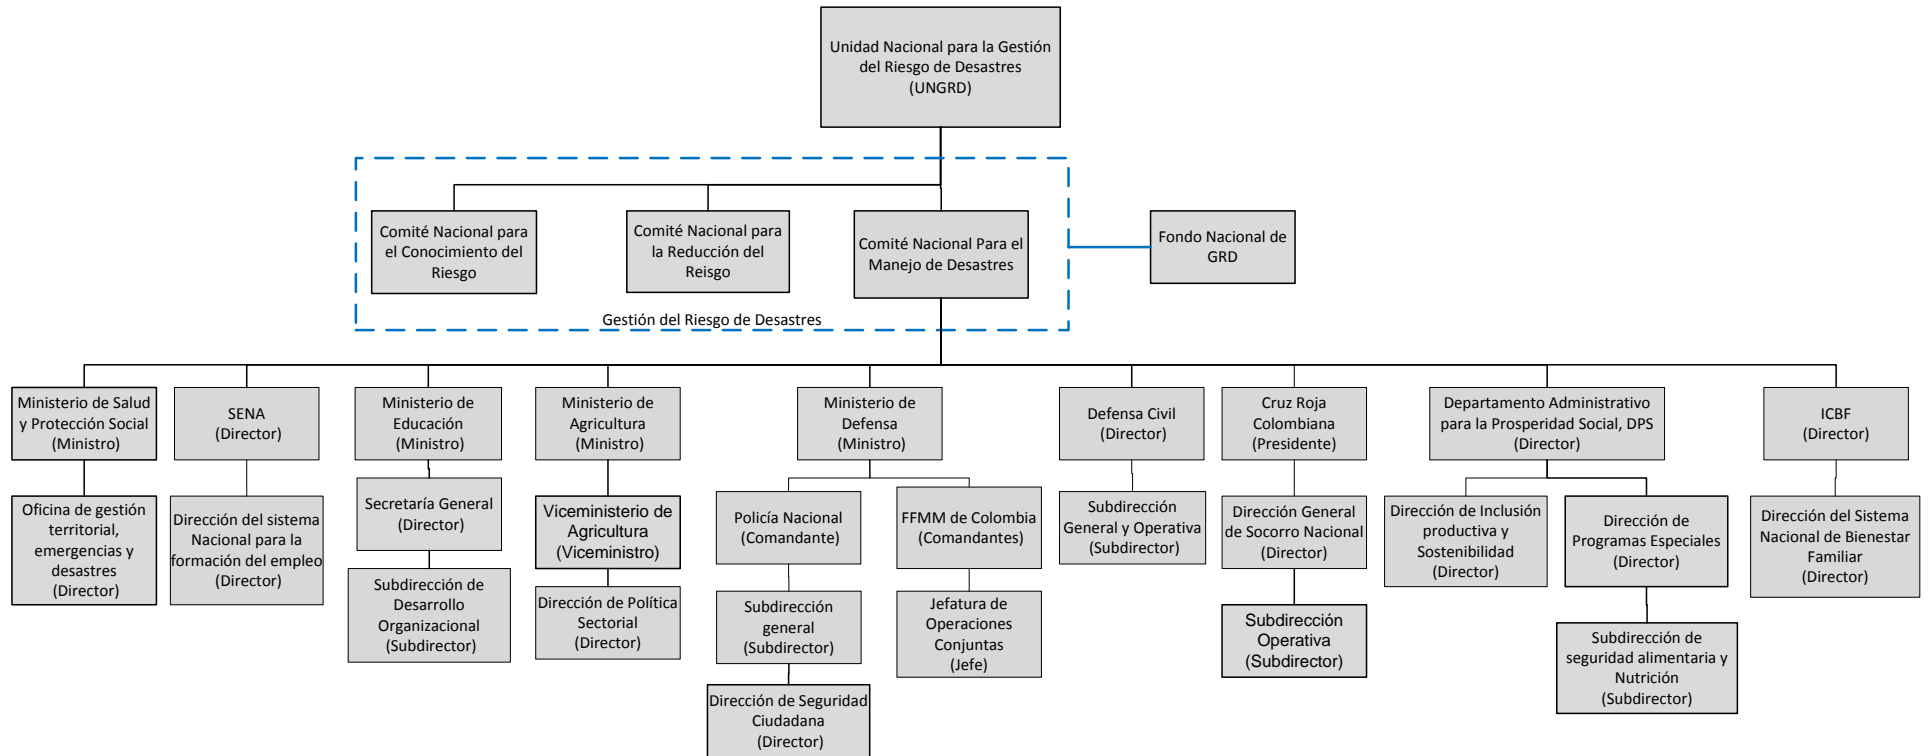 Unidad Nacional para la Gestión
del Riesgo de Desastres
(UNGRD)
Comité Nacional para
el Conocimiento del
Riesgo
Comité Nacional para
la Reducción del
Reisgo
Comité Nacional Para el
Manejo de Desastres
Fondo Nacional de
GRD
Gestión del Riesgo de Desastres
Ministerio de Salud
y Protección Social
(Ministro)
SENA
(Director)
Ministerio de
Educación
(Ministro)
Ministerio de
Agricultura
(Ministro)
Ministerio de
Defensa
(Ministro)
Defensa Civil
(Director)
Cruz Roja
Colombiana
(Presidente)
Departamento Administrativo
para la Prosperidad Social, DPS
(Director)
ICBF
(Director)
Oficina de gestión
territorial,
emergencias y
desastres
(Director)
Dirección del sistema
Nacional para la
formación del empleo
(Director)
Secretaría General
(Director)
Viceministerio de
Agricultura
(Viceministro)
Policía Nacional
(Comandante)
FFMM de Colombia
(Comandantes)
Subdirección
General y Operativa
(Subdirector)
Dirección General
de Socorro Nacional
(Director)
Dirección de Inclusión
productiva y
Sostenibilidad
(Director)
Dirección de
Programas Especiales
(Director)
Dirección del Sistema
Nacional de Bienestar
Familiar
(Director)
Subdirección de
Desarrollo
Organizacional
(Subdirector)
Dirección de Política
Sectorial
(Director)
Subdirección
general
(Subdirector)
Jefatura de
Operaciones
Conjuntas
(Jefe)
Subdirección
Operativa
(Subdirector)
Subdirección de
seguridad alimentaria y
Nutrición
(Subdirector)
Dirección de Seguridad
Ciudadana
(Director)